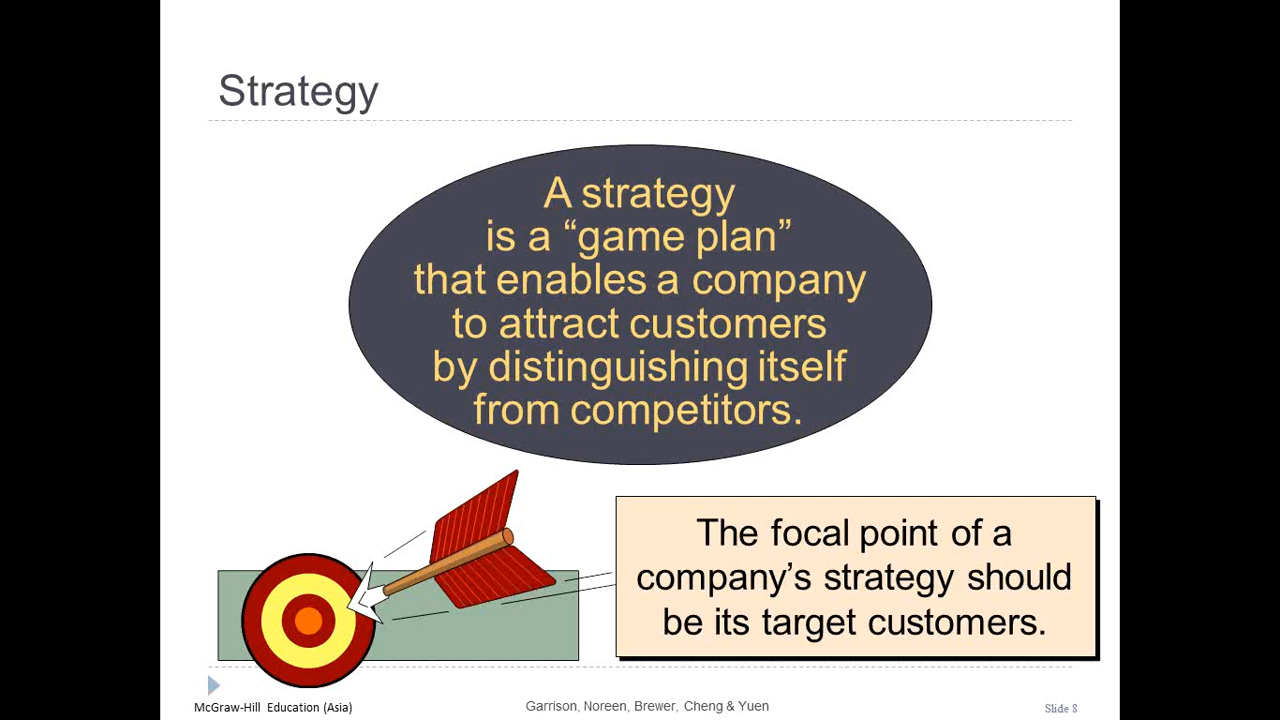 Strategy
A strategy
is a “game plan”
that enables a company
to attract customers
by distinguishing itself
from competitors.
The focal point of a
company’s strategy should
be its target customers.
McGraw-Hill Education (Asia)
Garrison, Noreen, Brewer, Cheng & Yuen
Slide 8